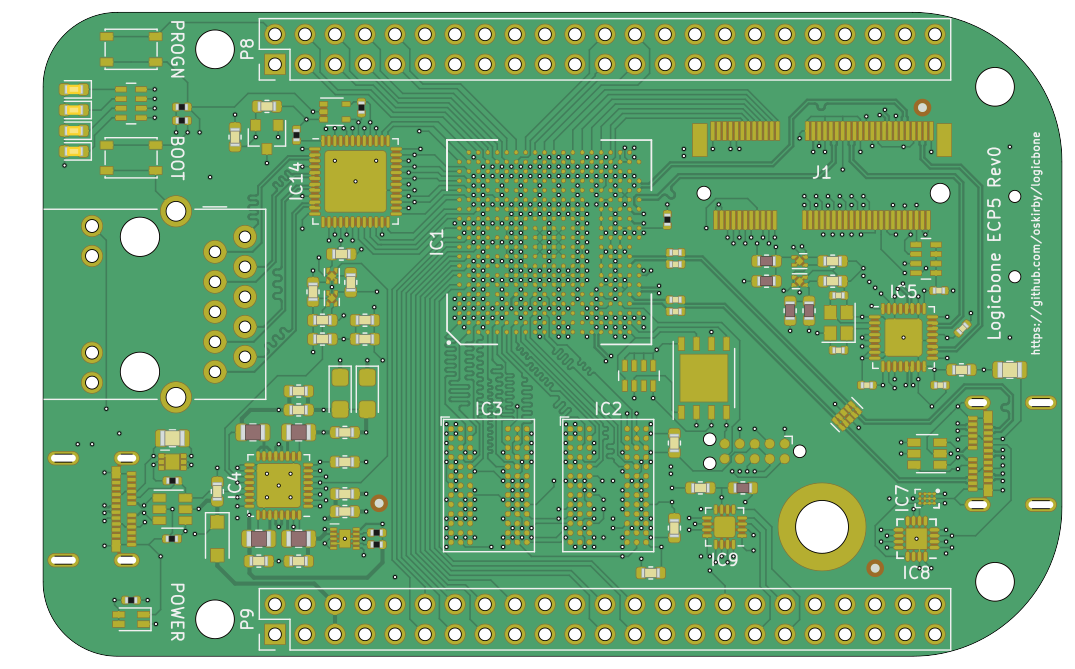 PROGN
P8
BOOT
IC14
IC1
J1
Logicbone ECP5 Rev0
https://github.com/oskirby/logicbone
IC5
IC3
IC2
IC4
IC7
IC9
IC8
POWER
P9